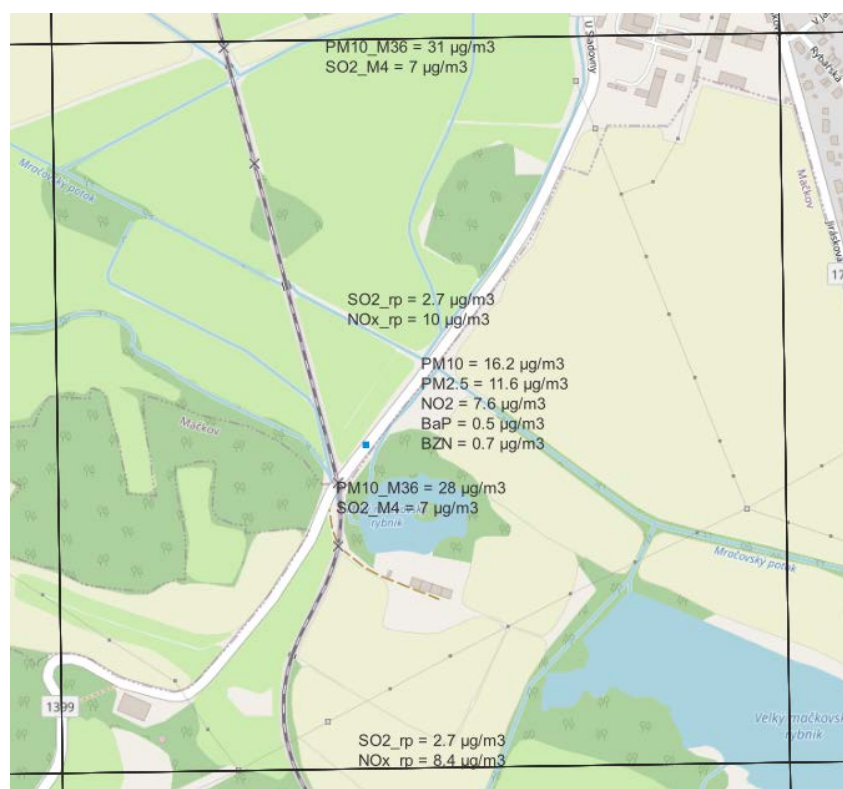 PM10_M36 = 31 µg/m3
SO2_M4 = 7 µg/m3
U Sadovny
Rybářská
Mračovský potok
Mačkov
Jiráskova
17
SO2_rp = 2.7 µg/m3
NOx_rp = 10 µg/m3
PM10 = 16.2 µg/m3
PM2.5 = 11.6 µg/m3
NO2 = 7.6 µg/m3
BaP = 0.5 µg/m3
BZN = 0.7 µg/m3
Mačkov
PM10_M36 = 28 µg/m3
SO2_M4 = 7 µg/m3
rybník
Mračovský potok
1399
Velký mačkovsk
rybník
SO2_rp = 2.7 µg/m3
NOx_rp = 8.4 µg/m3